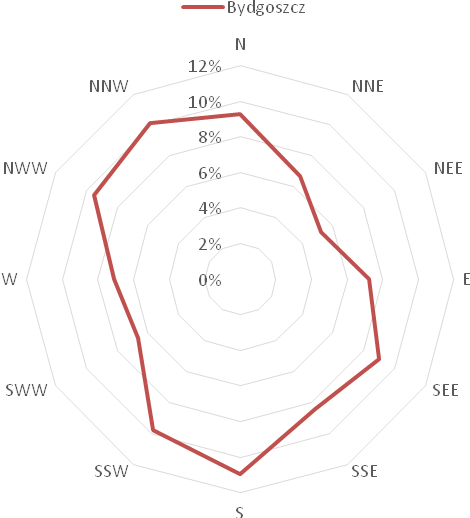 Bydgoszcz
N
12%
NNW
NNE
10%
8%
NWW
NEE
6%
4%
2%
W
0%
E
SWW
SEE
SSW
SSE
S